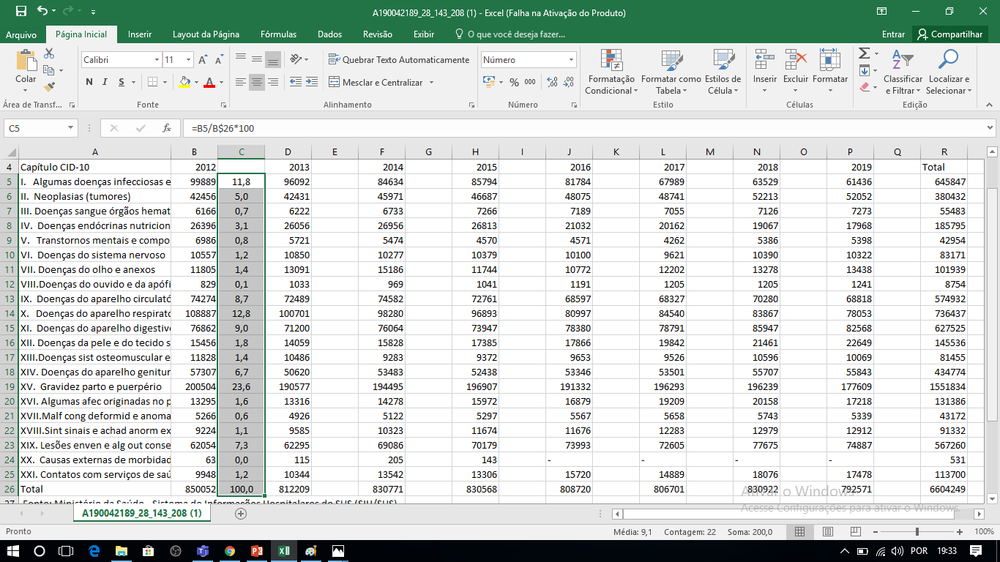 A190042189_28_143_208 (1) - Excel (Falha na Ativação do Produto)
Arquivo Página Inicial Inserir Layout da Página Fórmulas Dados Revisão Exibir O que você deseja fazer... Entrar Compartilhar
Calibri 11 Quebrar Texto Automaticamente Número
Colar N I S Mesclar e Centralizar % 000 Formatação Condicional Formatar como Tabela Estilos de Célula Inserir Excluir Formatar Classificar e Filtrar Localizar e Selecionar
Área de Transf... Fonte Alinhamento Número Estilo Células Edição
C5 fx =B5/B$26*100
A B C D E F G H I J K L M N O P Q R
4 Capítulo CID-10 2012 2013 2014 2015 2016 2017 2018 2019 Total
5 I. Algumas doenças infecciosas e 99889 11,8 96092 84634 85794 81784 67989 63529 61436 645847
6 II. Neoplasias (tumores) 42456 5,0 42431 45971 46687 48075 48741 52213 52052 380432
7 III. Doenças sangue órgãos hemat 6166 0,7 6222 6733 7266 7189 7055 7126 7273 55483
8 IV. Doenças endócrinas nutricion 26396 3,1 26056 26956 26813 21032 20162 19067 17968 185795
9 V. Transtornos mentais e compo 6986 0,8 5721 5474 4570 4571 4262 5386 5398 42954
10 VI. Doenças do sistema nervoso 10557 1,2 10850 10277 10379 10100 9621 10390 10322 83171
11 VII. Doenças do olho e anexos 11805 1,4 13091 15186 11744 10772 12202 13278 13438 101939
12 VIII.Doenças do ouvido e da apófi 829 0,1 1033 969 1041 1191 1205 1205 1241 8754
13 IX. Doenças do aparelho circulató 74274 8,7 72489 74582 72761 68597 68327 70280 68818 574932
14 X. Doenças do aparelho respirató 108887 12,8 100701 98280 96893 80997 84540 83867 78053 736437
15 XI. Doenças do aparelho digestivo 76862 9,0 71200 76064 73947 78380 78791 85947 82568 627525
16 XII. Doenças da pele e do tecido s 15456 1,8 14059 15828 17385 17866 19842 21461 22649 145536
17 XIII.Doenças sist osteomuscular e 11828 1,4 10486 9283 9372 9653 9526 10596 10069 81455
18 XIV. Doenças do aparelho genitur 57307 6,7 50620 53483 52438 53346 53501 55707 55843 434774
19 XV. Gravidez parto e puerpério 200504 23,6 190577 194495 196907 191332 196293 196239 177609 1551834
20 XVI. Algumas afec originadas no p 13295 1,6 13316 14278 15972 16879 19209 20158 17218 131386
21 XVII.Malf cong deformid e anoma 5266 0,6 4926 5122 5297 5567 5658 5743 5339 43172
22 XVIII.Sint sinais e achad anorm ex 9224 1,1 9585 10323 11674 11676 12283 12979 12912 91332
23 XIX. Lesões enven e alg out conse 62054 7,3 62295 69086 70179 73993 72605 77675 74887 567260
24 XX. Causas externas de morbidad 63 0,0 115 205 143 - - - - 531
25 XXI. Contatos com serviços de saú 9948 1,2 10344 13542 13306 15720 14889 18076 17478 113700
26 Total 850052 100,0 812209 830771 830568 808720 806701 830922 792571 6604249
27 Fonte: Ministério da Saúde - Sistema de Informações Hospitalares do SUS (SIH/SUS)
Ativar o Windows
Acesse Configurações para ativar o Windows.
A190042189_28_143_208 (1)
Pronto Média: 9,1 Contagem: 22 Soma: 200,0 100%
POR 19:33